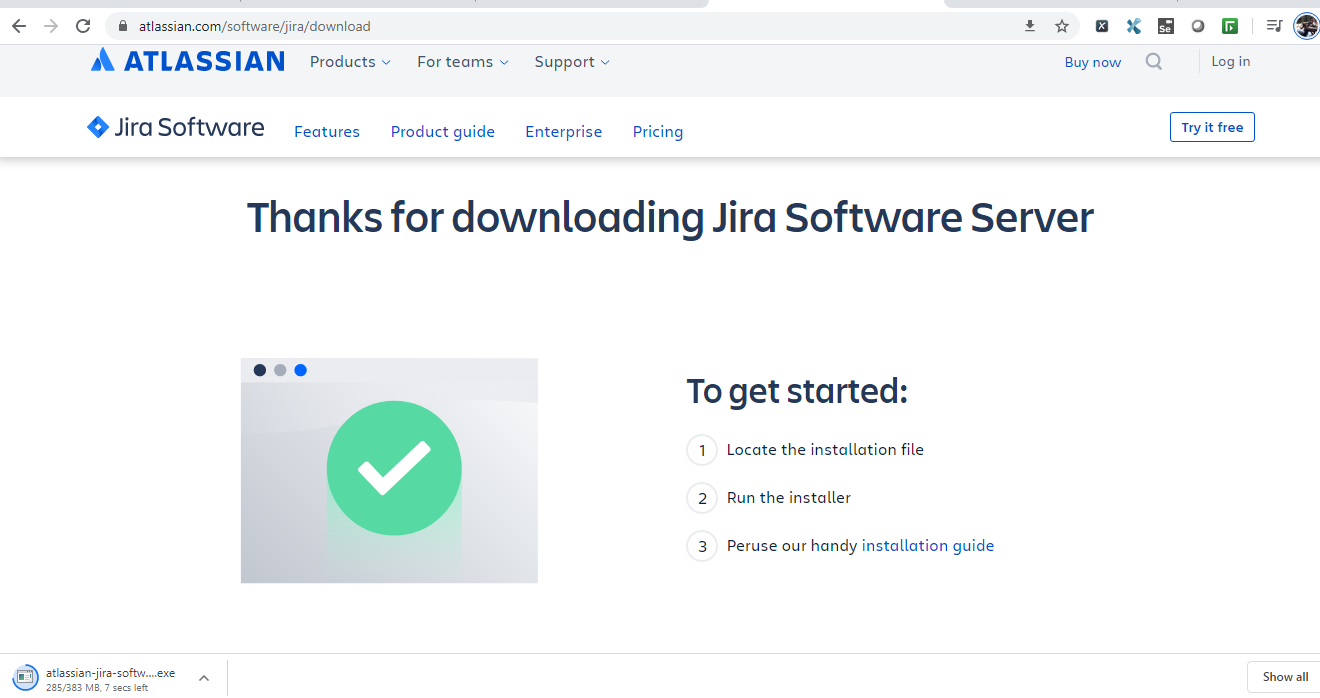 atlassian.com/software/jira/download
ATLASSIAN Products For teams Support Buy now Log in
Jira Software Features Product guide Enterprise Pricing Try it free
Thanks for downloading Jira Software Server
To get started:
1 Locate the installation file
2 Run the installer
3 Peruse our handy installation guide
atlassian-jira-softw....exe
285/383 MB, 7 secs left
Show all